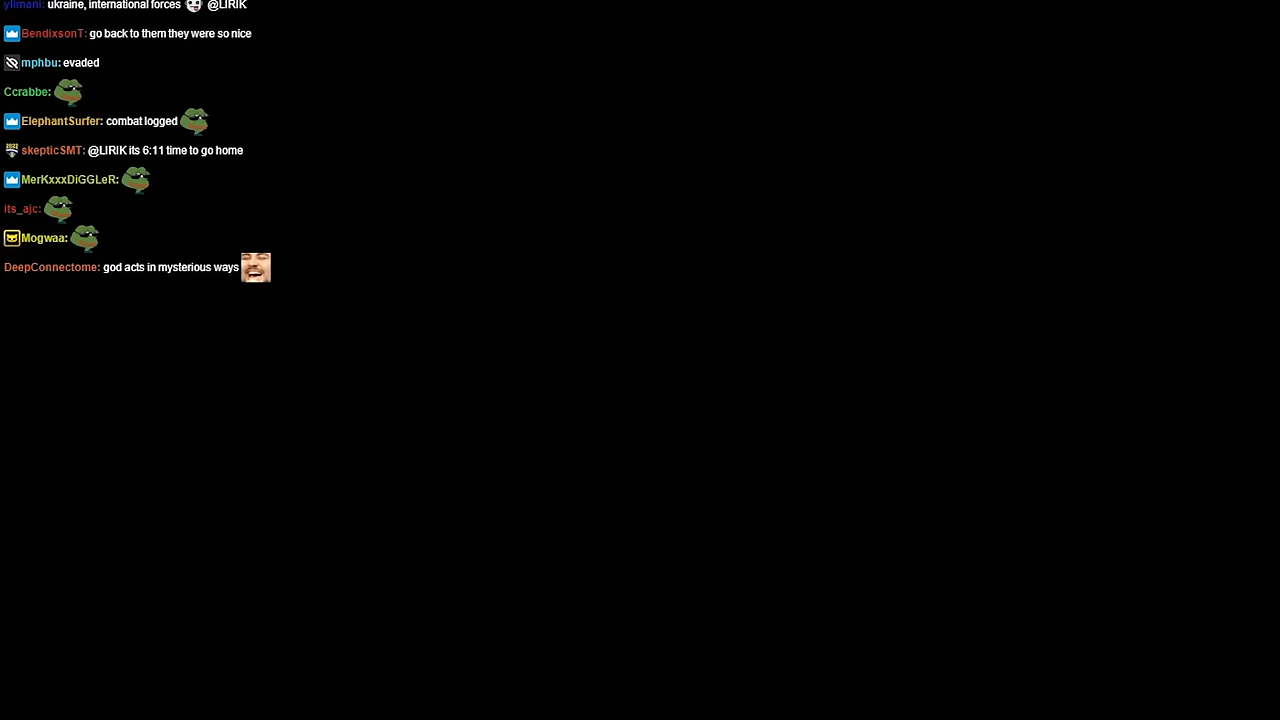 yllmani: ukraine, international forces @LIRIK
BendixsonT: go back to them they were so nice
mphbu: evaded
Ccrabbe:
ElephantSurfer: combat logged
skepticSMT: @LIRIK its 6:11 time to go home
MerKxxxDiGGLeR:
its_ajc:
Mogwaa:
DeepConnectome: god acts in mysterious ways